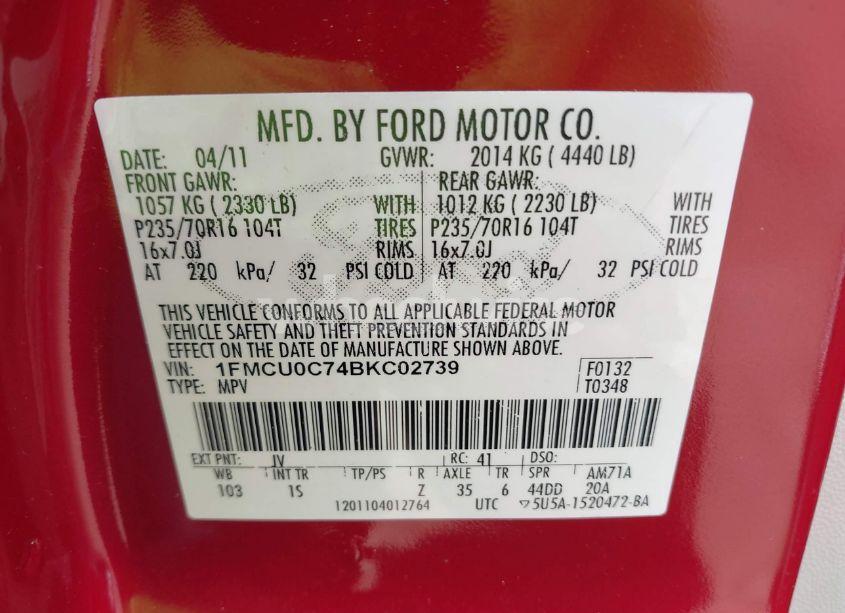 MFD. BY FORD MOTOR CO.
DATE: 04/11 GVWR: 2014 KG ( 4440 LB)
FRONT GAWR: REAR GAWR:
1057 KG ( 2330 LB) WITH 1012 KG ( 2230 LB) WITH
P235/70R16 104T TIRES P235/70R16 104T TIRES
16x7.0J RIMS 16x7.0J RIMS
AT 220 kPa/ 32 PSI COLD AT 220 kPa/ 32 PSI COLD
THIS VEHICLE CONFORMS TO ALL APPLICABLE FEDERAL MOTOR
VEHICLE SAFETY AND THEFT PREVENTION STANDARDS IN
EFFECT ON THE DATE OF MANUFACTURE SHOWN ABOVE.
VIN: 1FMCU0C74BKC02739 F0132
TYPE: MPV T0348
EXT PNT: JV RC: 41 DSO:
WB INT TR TP/PS R AXLE TR SPR AM71A
103 1S Z 35 6 44DD 20A
1201104012764 UTC ▽5U5A-1520472-BA